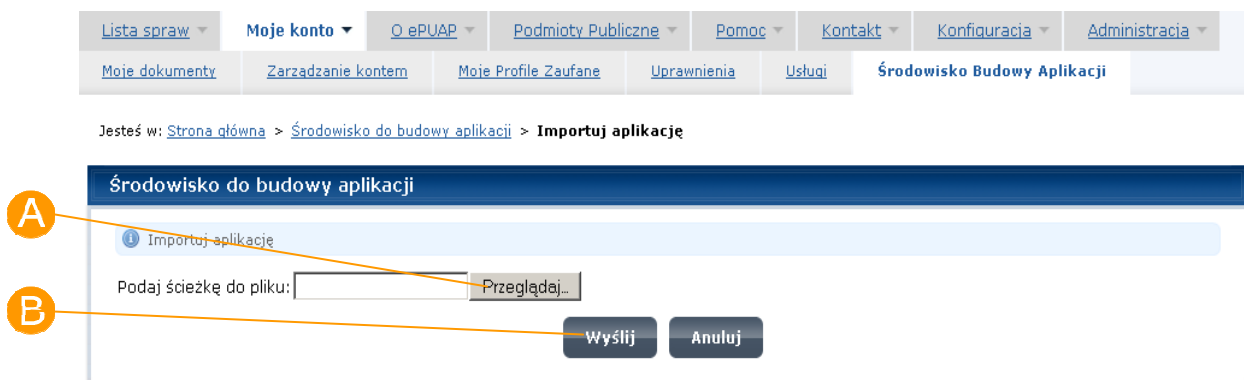 Lista spraw Moje konto O ePUAP Podmioty Publiczne Pomoc Kontakt Konfiguracja Administracja
Moje dokumenty Zarządzanie kontem Moje Profile Zaufane Uprawnienia Usługi Środowisko Budowy Aplikacji
Jesteś w: Strona główna > Środowisko do budowy aplikacji > Importuj aplikację
Środowisko do budowy aplikacji
A
Importuj aplikację
Podaj ścieżkę do pliku: Przeglądaj...
B
Wyślij Anuluj